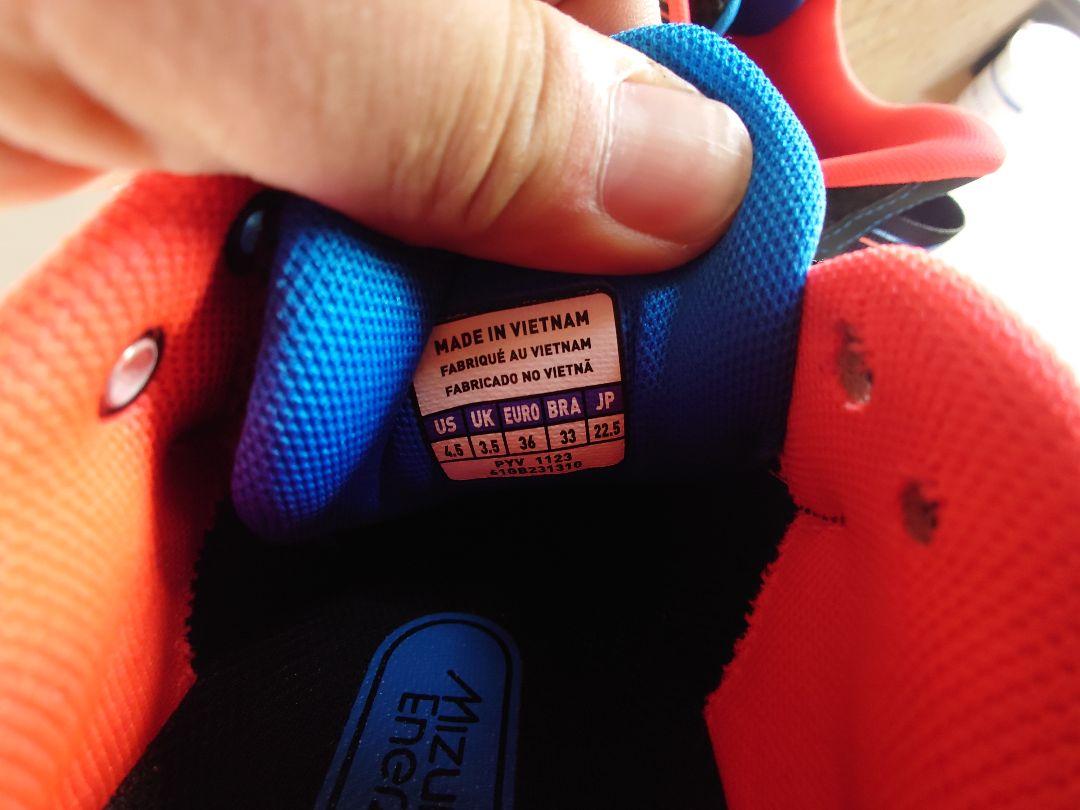 MADE IN VIETNAM
FABRIQUÉ AU VIETNAM
FABRICADO NO VIETNÃ
US UK EURO BRA JP
4.5 3.5 36 33 22.5
PYV 1123
510B231310
MIZU
Ener